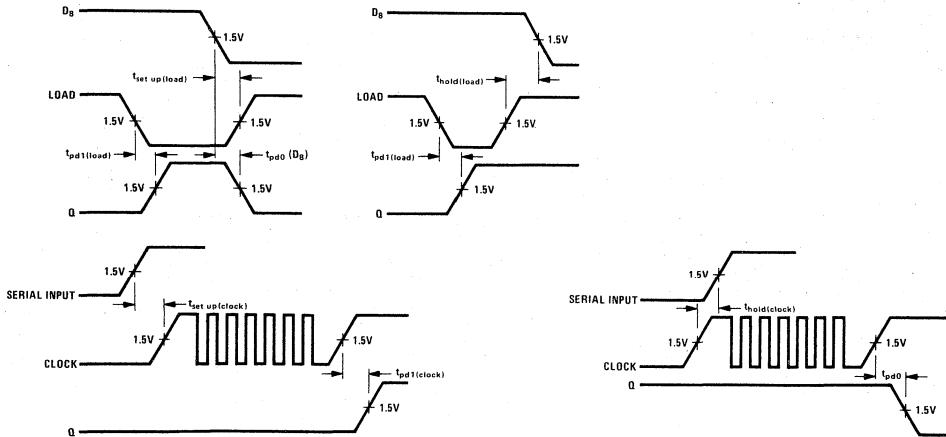 D8
1.5V
tset up(load)
LOAD
1.5V
1.5V
tpd1(load)
tpd0 (D8)
1.5V
1.5V
Q
1.5V
thold(load)
LOAD
1.5V
1.5V.
tpd1(load)
1.5V
Q
1.5V
SERIAL INPUT
tset up(clock)
1.5V
1.5V
CLOCK
tpd1(clock)
1.5V
Q
1.5V
SERIAL INPUT
thold(clock)
1.5V
1.5V
CLOCK
tpd0
1.5V
Q